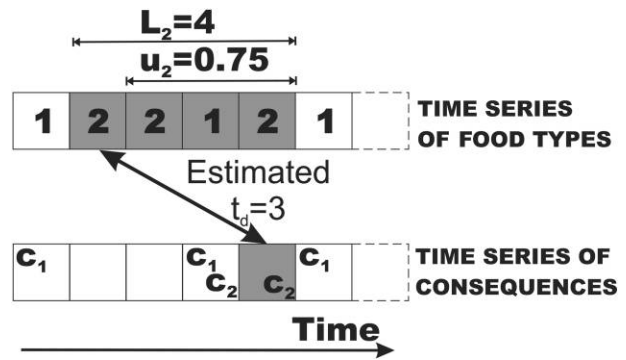 L₂=4
u₂=0.75
1 2 2 1 2 1
TIME SERIES
OF FOOD TYPES
Estimated
t_d=3
C₁ C₁ C₁
C₂ C₂
TIME SERIES OF
CONSEQUENCES
Time